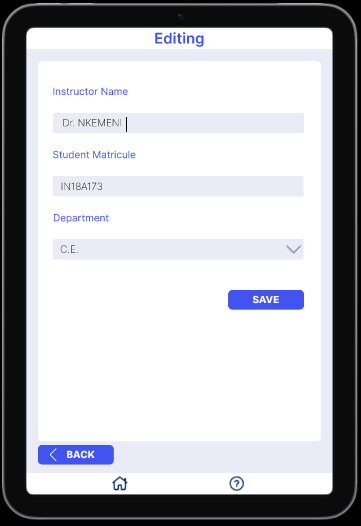 Editing
Instructor Name
Dr. NKEMENI
Student Matricule
IN18A173
Department
C.E.
SAVE
BACK
?